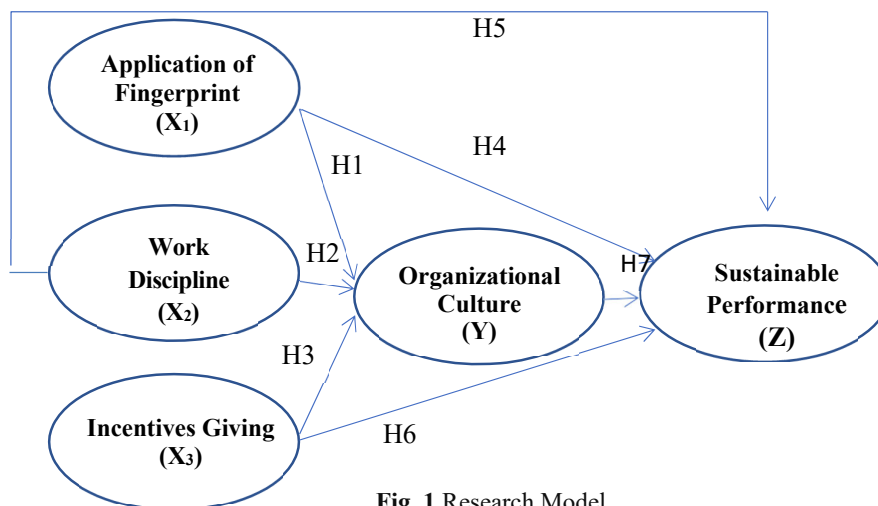 H5
Application of
Fingerprint
(X₁)
H4
H1
Work
Discipline
(X₂)
H2
Organizational
Culture
(Y)
H7
Sustainable
Performance
(Z)
H3
Incentives Giving
(X₃)
H6
Fig. 1 Research Model